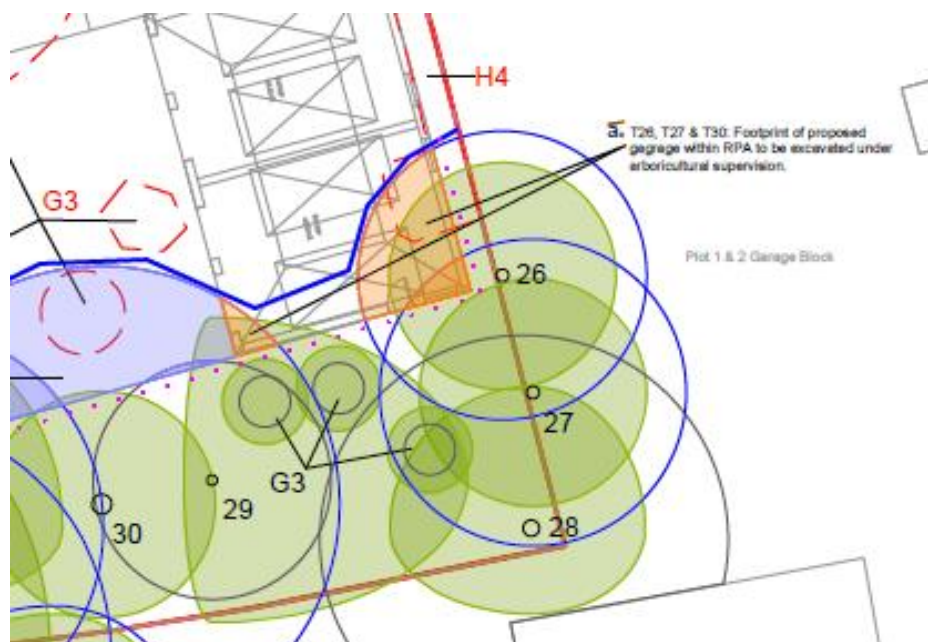 H4
a. T26, T27 & T30: Footprint of proposed
gagrage within RPA to be excavated under
arboricultural supervision.
G3
Plot 1 & 2 Garage Block
26
27
G3
29
28
30